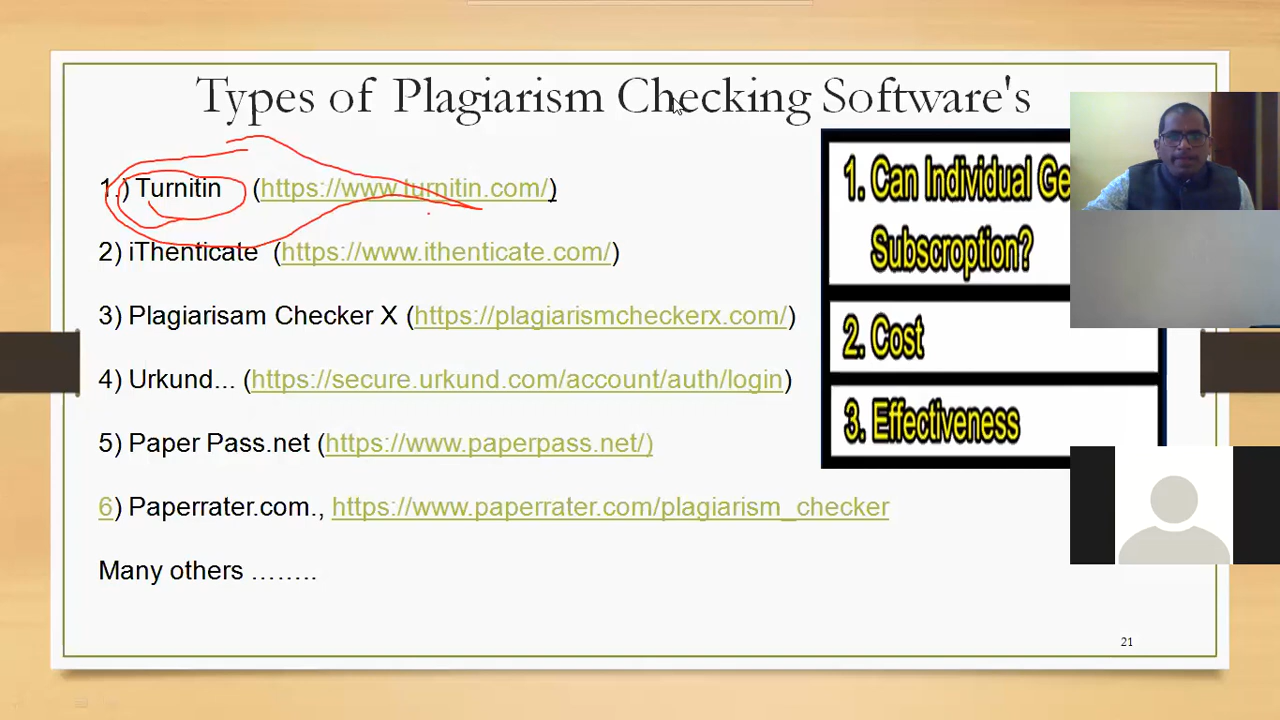 Types of Plagiarism Checking Software's
1.) Turnitin (https://www.turnitin.com/)
2) iThenticate (https://www.ithenticate.com/)
3) Plagiarisam Checker X (https://plagiarismcheckerx.com/)
4) Urkund... (https://secure.urkund.com/account/auth/login)
5) Paper Pass.net (https://www.paperpass.net/)
6) Paperrater.com., https://www.paperrater.com/plagiarism_checker
Many others ........
1. Can Individual Ge
Subscroption?
2. Cost
3. Effectiveness
21